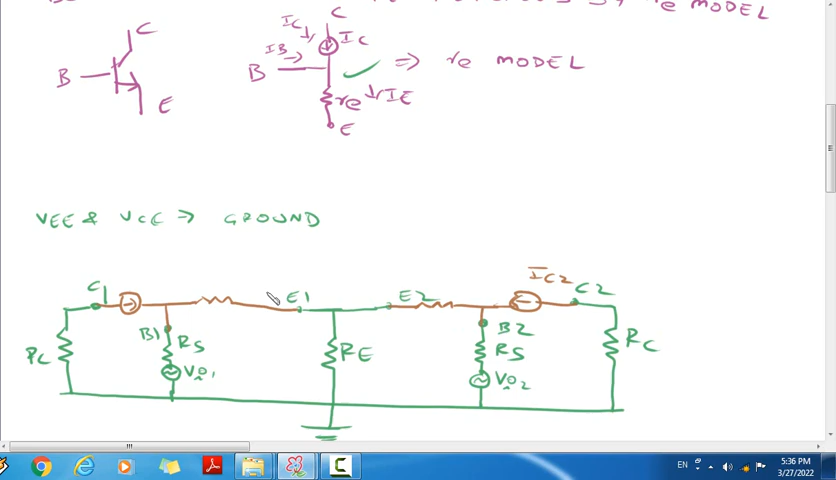 re MODEL
C
B
E
C
IC
IC
IB
B
re
IE
E
=> re MODEL
VEE & VCC => GROUND
C1
E1
E2
IC2
C2
B1
RS
RC
RE
B2
RS
RC
VO1
VO2
EN
5:36 PM
3/27/2022